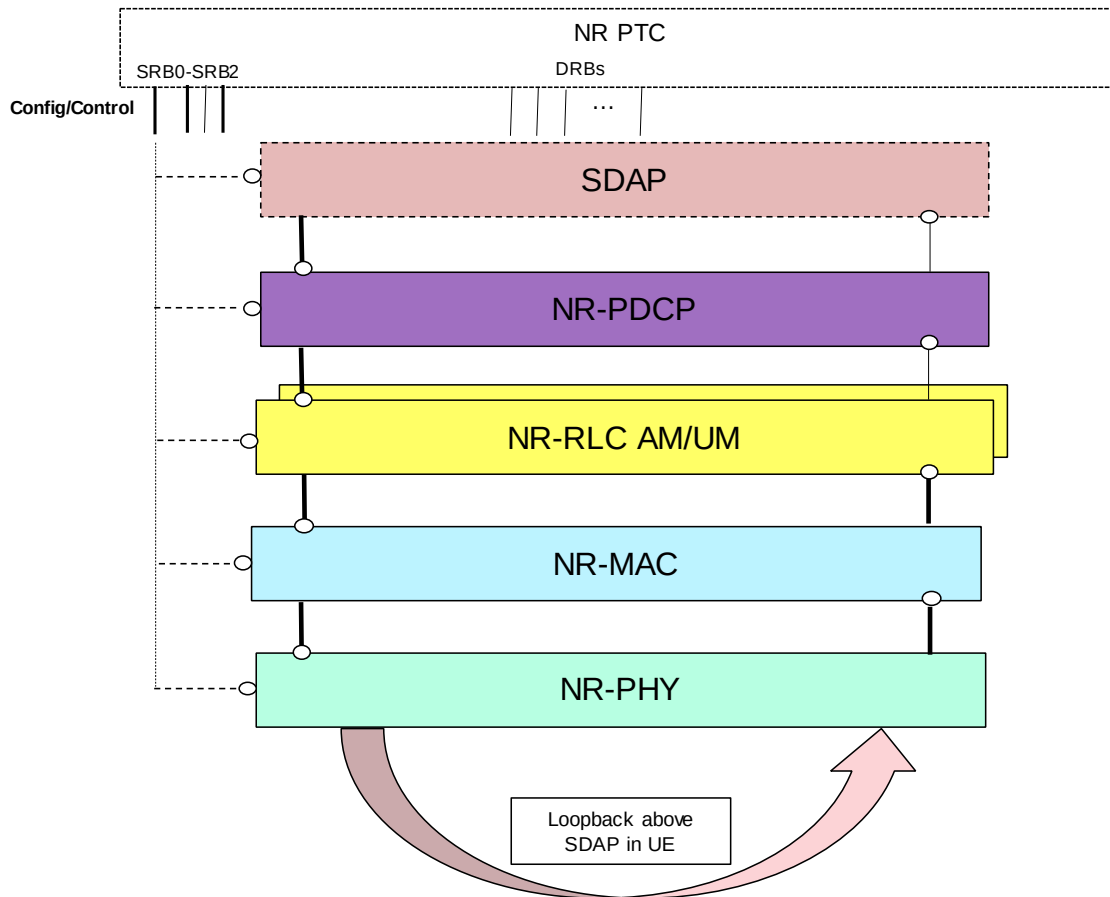 NR PTC
SRB0-SRB2
DRBs
Config/Control
...
SDAP
NR-PDCP
NR-RLC AM/UM
NR-MAC
NR-PHY
Loopback above
SDAP in UE